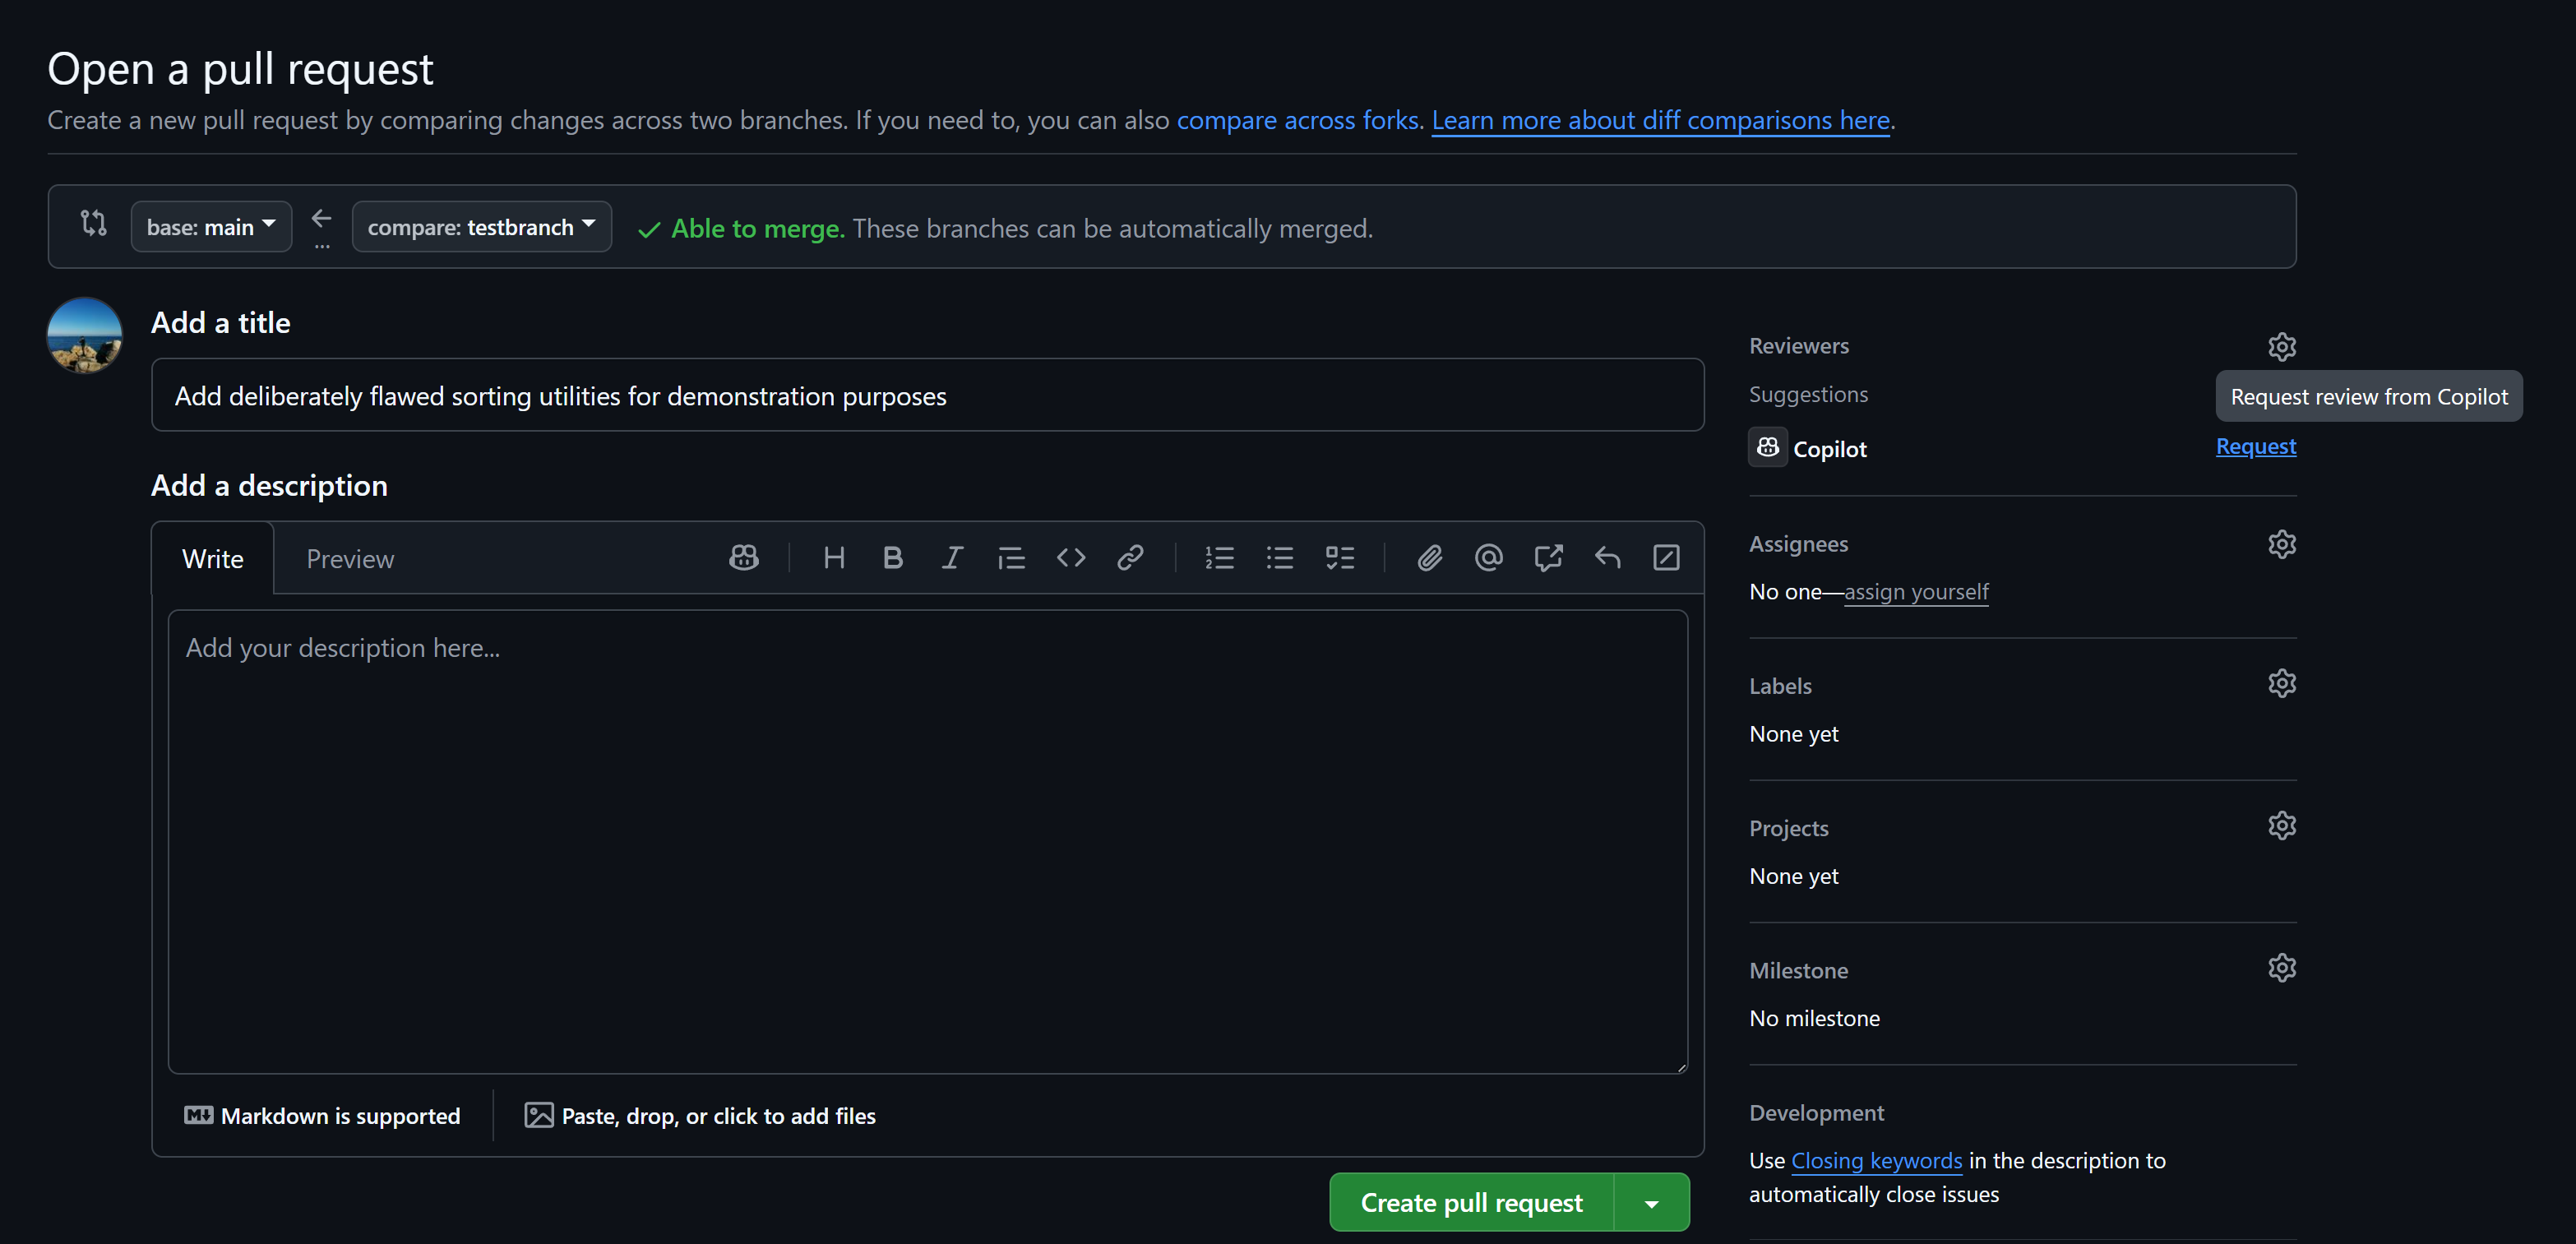 Open a pull request
Create a new pull request by comparing changes across two branches. If you need to, you can also compare across forks. Learn more about diff comparisons here.
base: main
...
compare: testbranch
Able to merge. These branches can be automatically merged.
Add a title
Add deliberately flawed sorting utilities for demonstration purposes
Add a description
Write
Preview
Add your description here...
Markdown is supported
Paste, drop, or click to add files
Create pull request
Reviewers
Suggestions
Request review from Copilot
Copilot
Request
Assignees
No one—assign yourself
Labels
None yet
Projects
None yet
Milestone
No milestone
Development
Use Closing keywords in the description to
automatically close issues